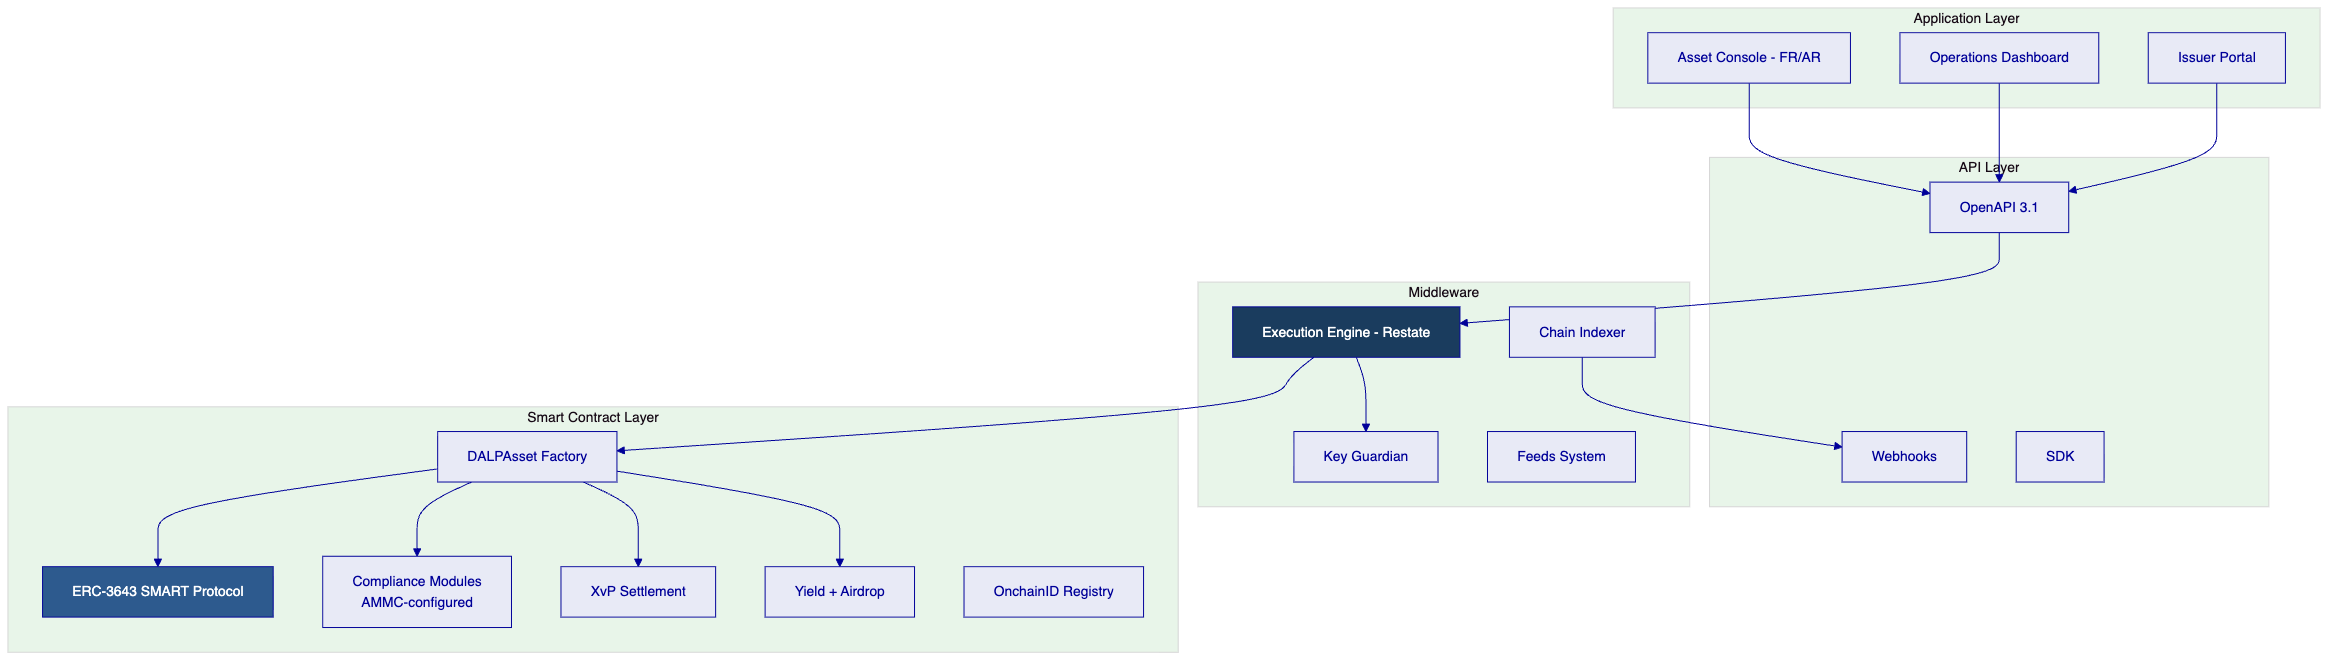 Application Layer
Asset Console - FR/AR
Operations Dashboard
Issuer Portal
API Layer
OpenAPI 3.1
Middleware
Execution Engine - Restate
Chain Indexer
Smart Contract Layer
DALPAsset Factory
Key Guardian
Feeds System
Webhooks
SDK
ERC-3643 SMART Protocol
Compliance Modules
AMMC-configured
XvP Settlement
Yield + Airdrop
OnchainID Registry